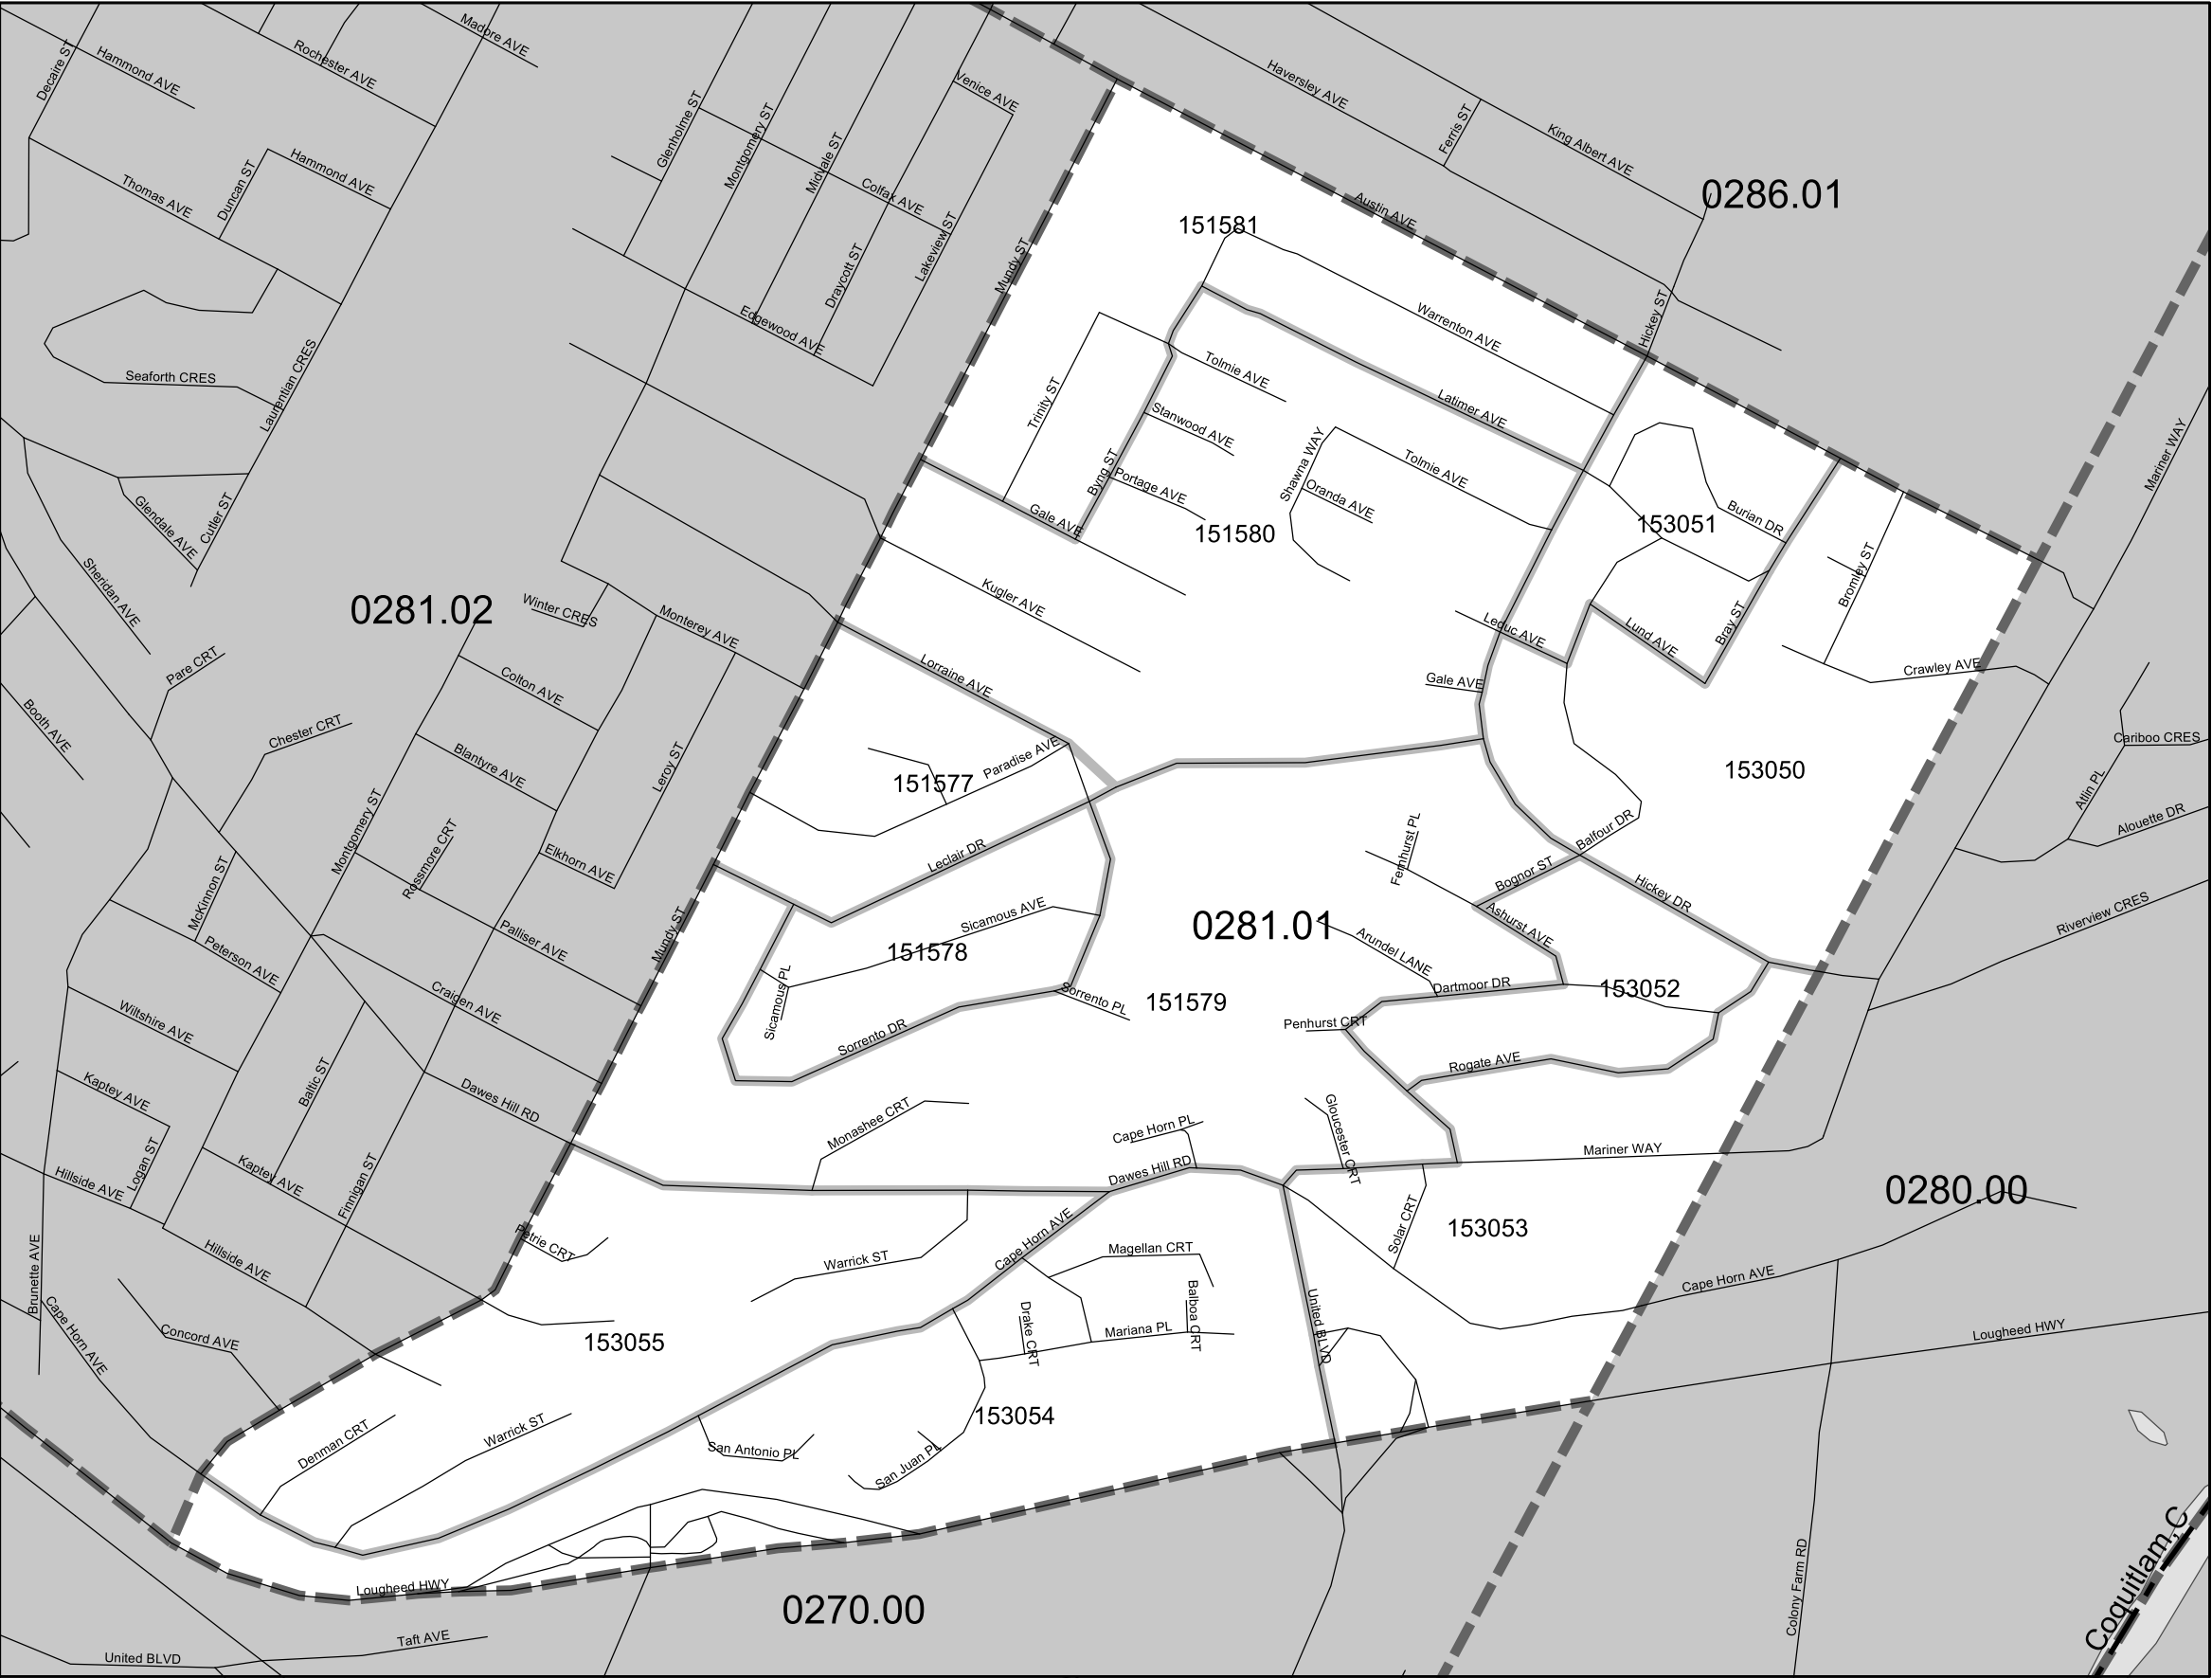 Madore AVE
Decaire ST
Hammond AVE
Rochester AVE
Venice AVE
Haversley AVE
Ferris ST
King Albert AVE
Glenholme ST
Montgomery ST
Midvale ST
Hammond AVE
Duncan ST
Thomas AVE
Colfax AVE
0286.01
Austin AVE
151581
Lakeview ST
Draycott ST
Mundy ST
Edgewood AVE
Warrenton AVE
Hickey ST
Seaforth CRES
Laurentian CRES
Tolmie AVE
Trinity ST
Latimer AVE
Stanwood AVE
Mariner WAY
Shawna WAY
Tolmie AVE
Byng ST
Portage AVE
Oranda AVE
Glendale AVE
Cutler ST
Gale AVE
151580
153051
Burian DR
Sheridan AVE
Bromley ST
Kugler AVE
0281.02
Winter CRES
Monterey AVE
Leduc AVE
Lund AVE
Bray ST
Pare CRT
Lorraine AVE
Colton AVE
Gale AVE
Crawley AVE
Booth AVE
Chester CRT
Cariboo CRES
Blantyre AVE
Leroy ST
Paradise AVE
151577
153050
Atlin PL
Alouette DR
Montgomery ST
Rossmore CRT
Elkhorn AVE
Leclair DR
Fernhurst PL
Balfour DR
Bognor ST
Hickey DR
McKinnon ST
Riverview CRES
Sicamous AVE
0281.01
Ashurst AVE
Palliser AVE
Mundy ST
Peterson AVE
151578
Arundel LANE
Sicamous PL
Sorrento PL
151579
Dartmoor DR
153052
Craigen AVE
Wiltshire AVE
Sorrento DR
Penhurst CRT
Rogate AVE
Baltic ST
Kaptey AVE
Dawes Hill RD
Monashee CRT
Cape Horn PL
Gloucester CRT
Mariner WAY
Logan ST
Hillside AVE
Kaptey AVE
Finnigan ST
Dawes Hill RD
0280.00
Petrie CRT
Cape Horn AVE
Solar CRT
153053
Hillside AVE
Warrick ST
Magellan CRT
Brunette AVE
Cape Horn AVE
Cape Horn AVE
Concord AVE
153055
Drake CRT
Balboa CRT
Mariana PL
United BLVD
Lougheed HWY
Denman CRT
Warrick ST
153054
San Antonio PL
San Juan PL
Lougheed HWY
0270.00
Colony Farm RD
Coquitlam,C
Taft AVE
United BLVD